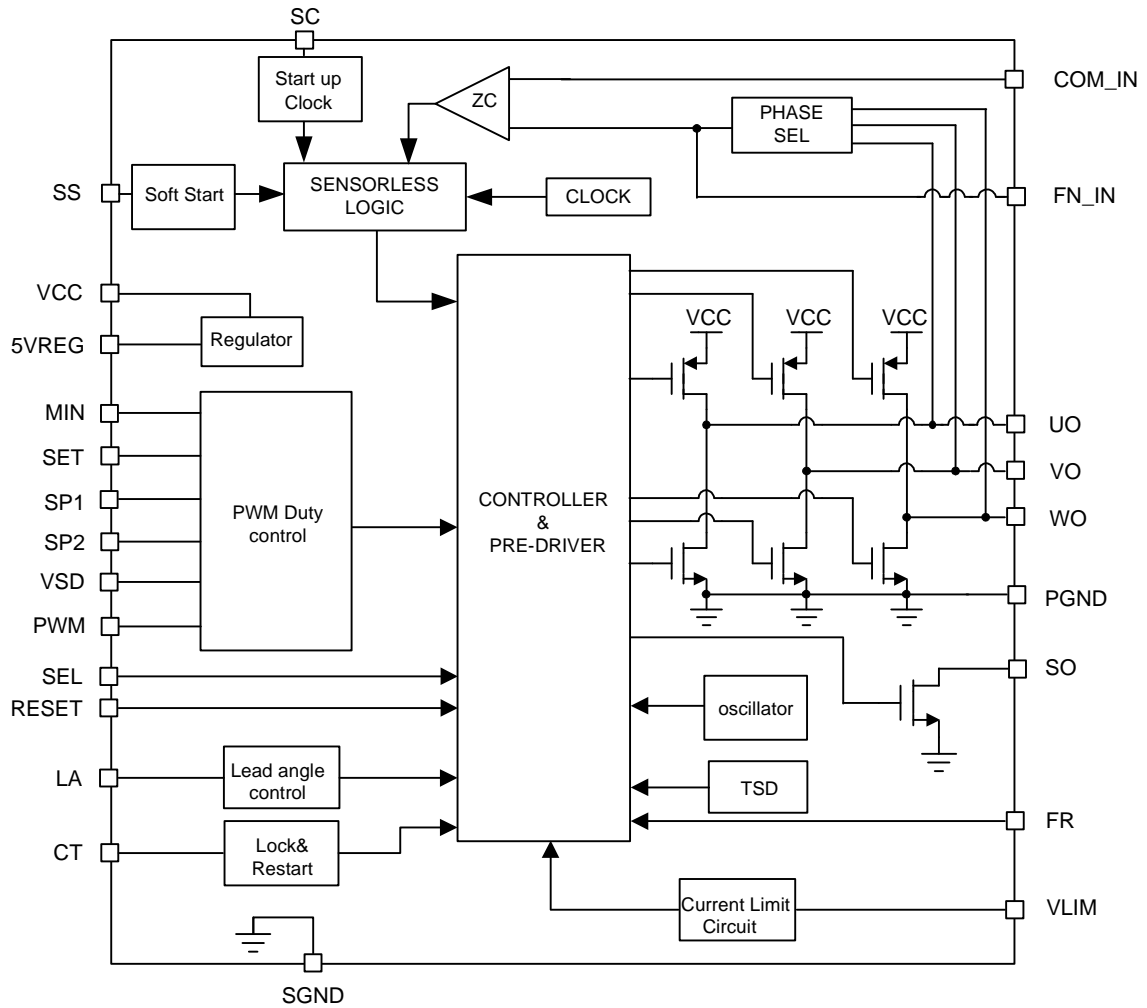 SC
Start up
Clock
ZC
COM_IN
PHASE
SEL
SS
Soft Start
SENSORLESS
LOGIC
CLOCK
FN_IN
VCC
5VREG
Regulator
VCC
VCC
VCC
MIN
SET
SP1
SP2
VSD
PWM
PWM Duty
control
CONTROLLER
&
PRE-DRIVER
UO
VO
WO
PGND
SEL
RESET
SO
oscillator
LA
Lead angle
control
TSD
CT
Lock&
Restart
FR
Current Limit
Circuit
VLIM
SGND